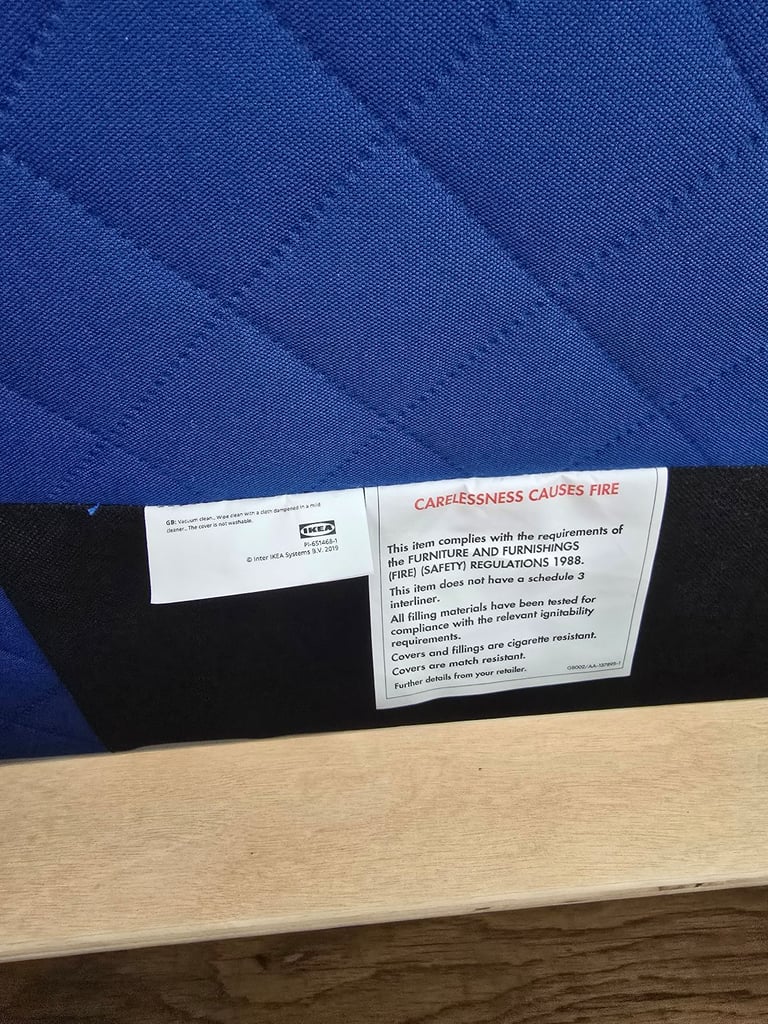 GB: Vacuum clean.. Wipe clean with a cloth dampened in a mild
cleaner.. The cover is not washable.
IKEA
PI-651468-1
© Inter IKEA Systems B.V. 2019
CARELESSNESS CAUSES FIRE
This item complies with the requirements of
the FURNITURE AND FURNISHINGS
(FIRE) (SAFETY) REGULATIONS 1988.
This item does not have a schedule 3
interliner.
All filling materials have been tested for
compliance with the relevant ignitability
requirements.
Covers and fillings are cigarette resistant.
Covers are match resistant.
Further details from your retailer.
GB002/AA-137895-1